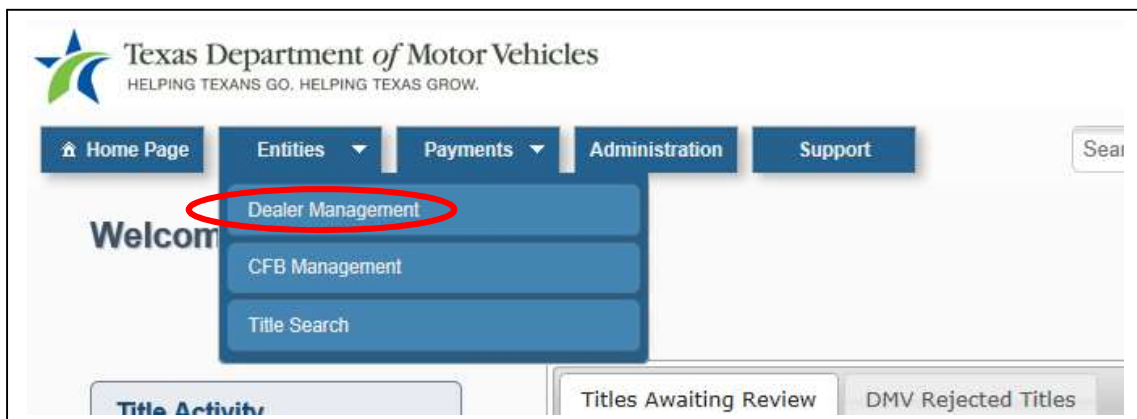 Texas Department of Motor Vehicles
HELPING TEXANS GO. HELPING TEXAS GROW.
Home Page Entities Payments Administration Support Sear
Dealer Management
Welcom
CFB Management
Title Search
Title Activity
Titles Awaiting Review DMV Rejected Titles